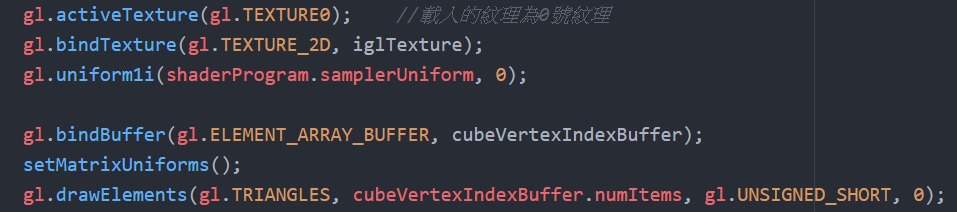 gl.activeTexture(gl.TEXTURE0);    //載人的紋理為0號紋理
gl.bindTexture(gl.TEXTURE_2D, iglTexture);
gl.uniform1i(shaderProgram.samplerUniform, 0);
gl.bindBuffer(gl.ELEMENT_ARRAY_BUFFER, cubeVertexIndexBuffer);
setMatrixUniforms();
gl.drawElements(gl.TRIANGLES, cubeVertexIndexBuffer.numItems, gl.UNSIGNED_SHORT, 0);